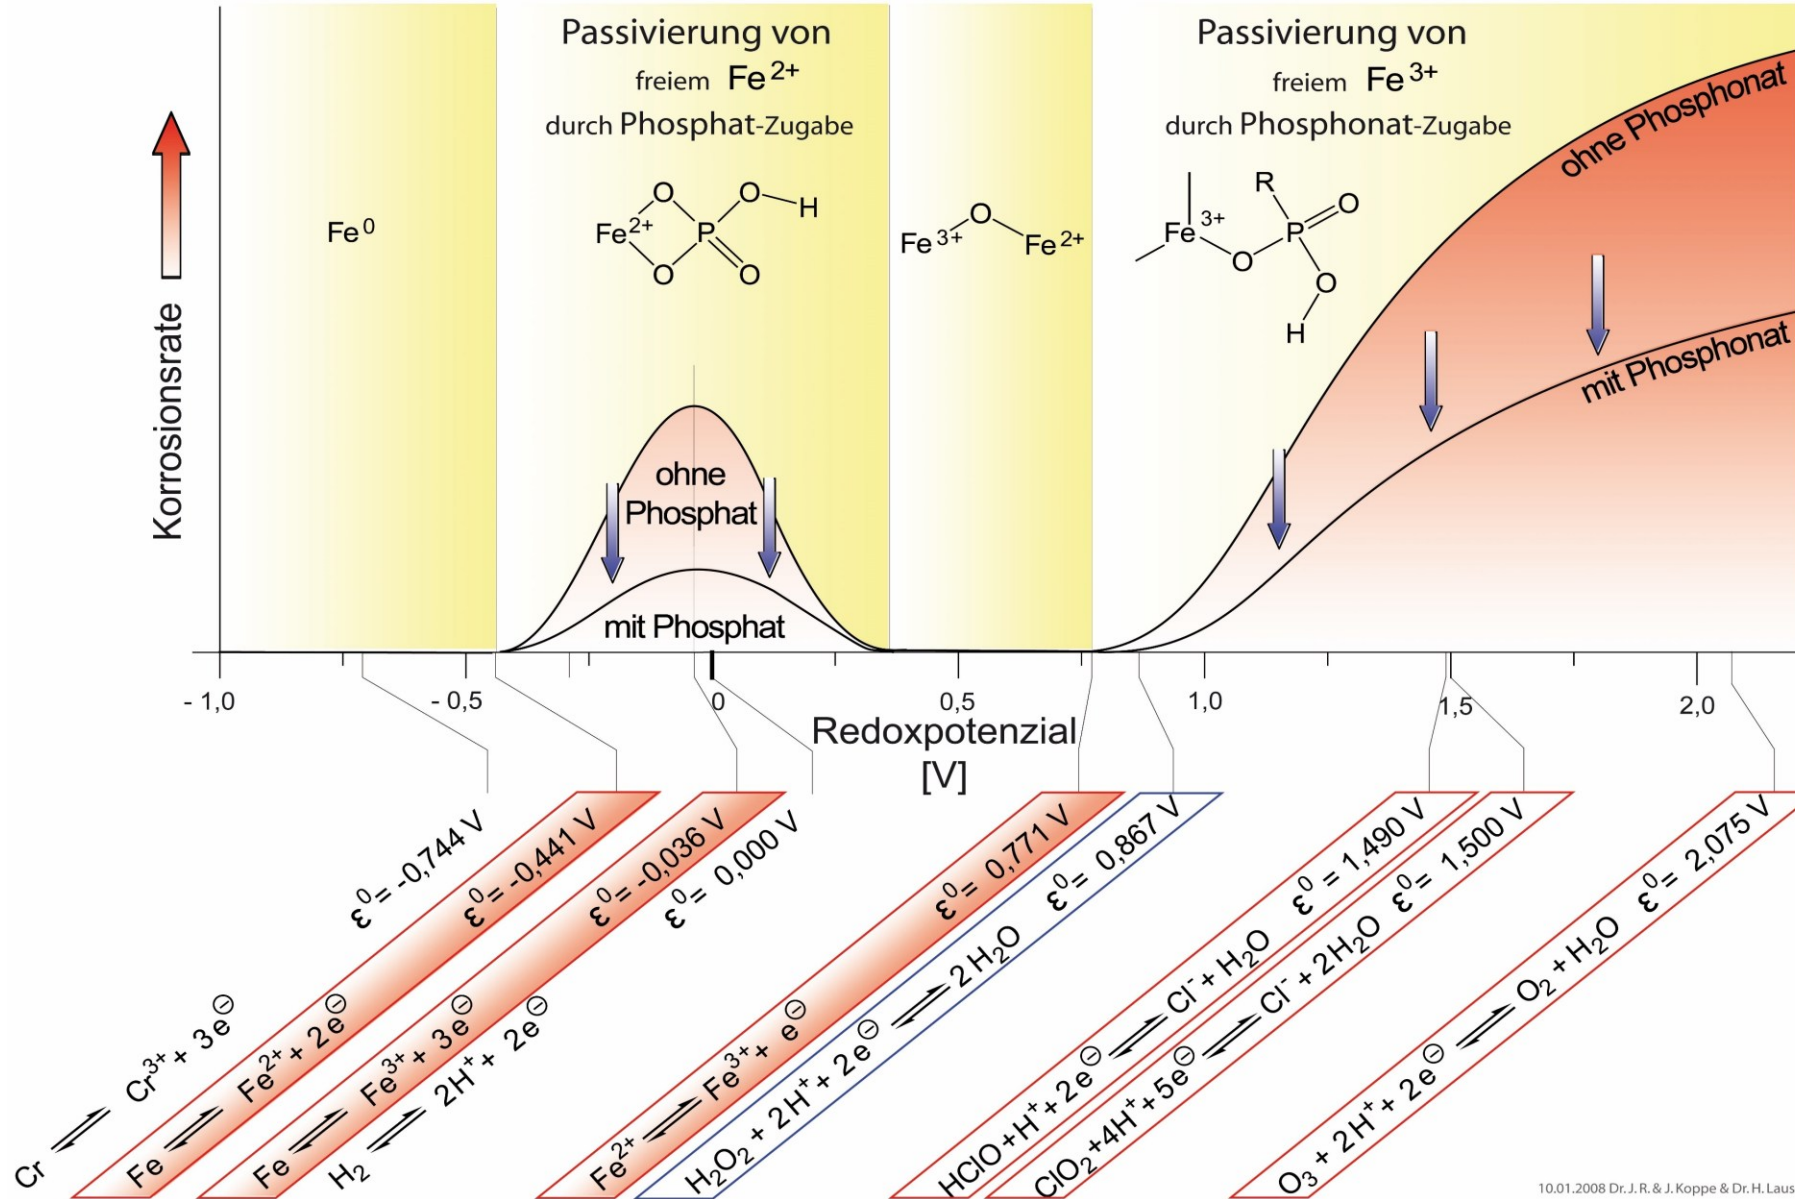 Passivierung von
freiem Fe2+
durch Phosphat-Zugabe
Passivierung von
freiem Fe3+
durch Phosphonat-Zugabe
Korrosionsrate
Fe0
Fe2+ O O P O H O
Fe3+ O Fe2+
Fe3+ O P R O O H
ohne Phosphonat
mit Phosphonat
ohne
Phosphat
mit Phosphat
- 1,0 - 0,5 0 0,5 1,0 1,5 2,0
Redoxpotenzial
[V]
Cr ⇌ Cr3+ + 3e⊖ ε0= -0,744 V
Fe ⇌ Fe2+ + 2e⊖ ε0= -0,441 V
Fe ⇌ Fe3+ + 3e⊖ ε0= -0,036 V
H2 ⇌ 2H+ + 2e⊖ ε0= 0,000 V
Fe2+ ⇌ Fe3+ + e⊖ ε0= 0,771 V
H2O2 + 2H+ + 2e⊖ ⇌ 2H2O ε0= 0,867 V
HClO + H+ + 2e⊖ ⇌ Cl- + H2O ε0 = 1,490 V
ClO2 + 4H+ + 5e⊖ ⇌ Cl- + 2H2O ε0= 1,500 V
O3 + 2H+ + 2e⊖ ⇌ O2 + H2O ε0= 2,075 V
10.01.2008 Dr. J. R. & J. Koppe & Dr. H. Laus